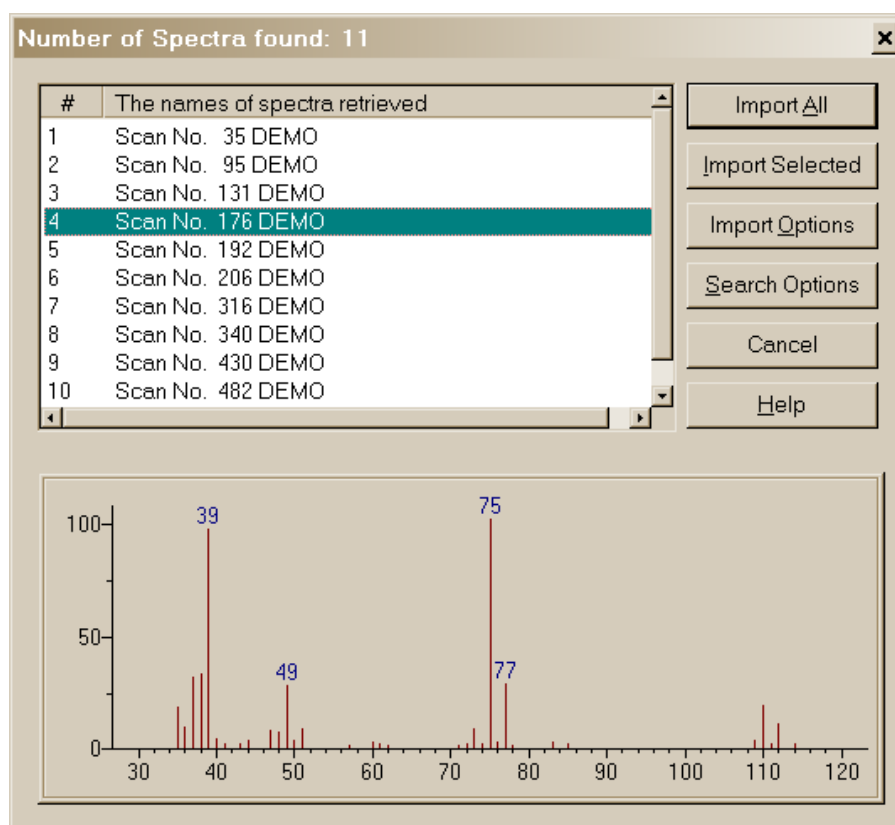 Number of Spectra found: 11
# The names of spectra retrieved
1 Scan No. 35 DEMO
2 Scan No. 95 DEMO
3 Scan No. 131 DEMO
4 Scan No. 176 DEMO
5 Scan No. 192 DEMO
6 Scan No. 206 DEMO
7 Scan No. 316 DEMO
8 Scan No. 340 DEMO
9 Scan No. 430 DEMO
10 Scan No. 482 DEMO
Import All
Import Selected
Import Options
Search Options
Cancel
Help
100
50
0
39
49
75
77
30 40 50 60 70 80 90 100 110 120